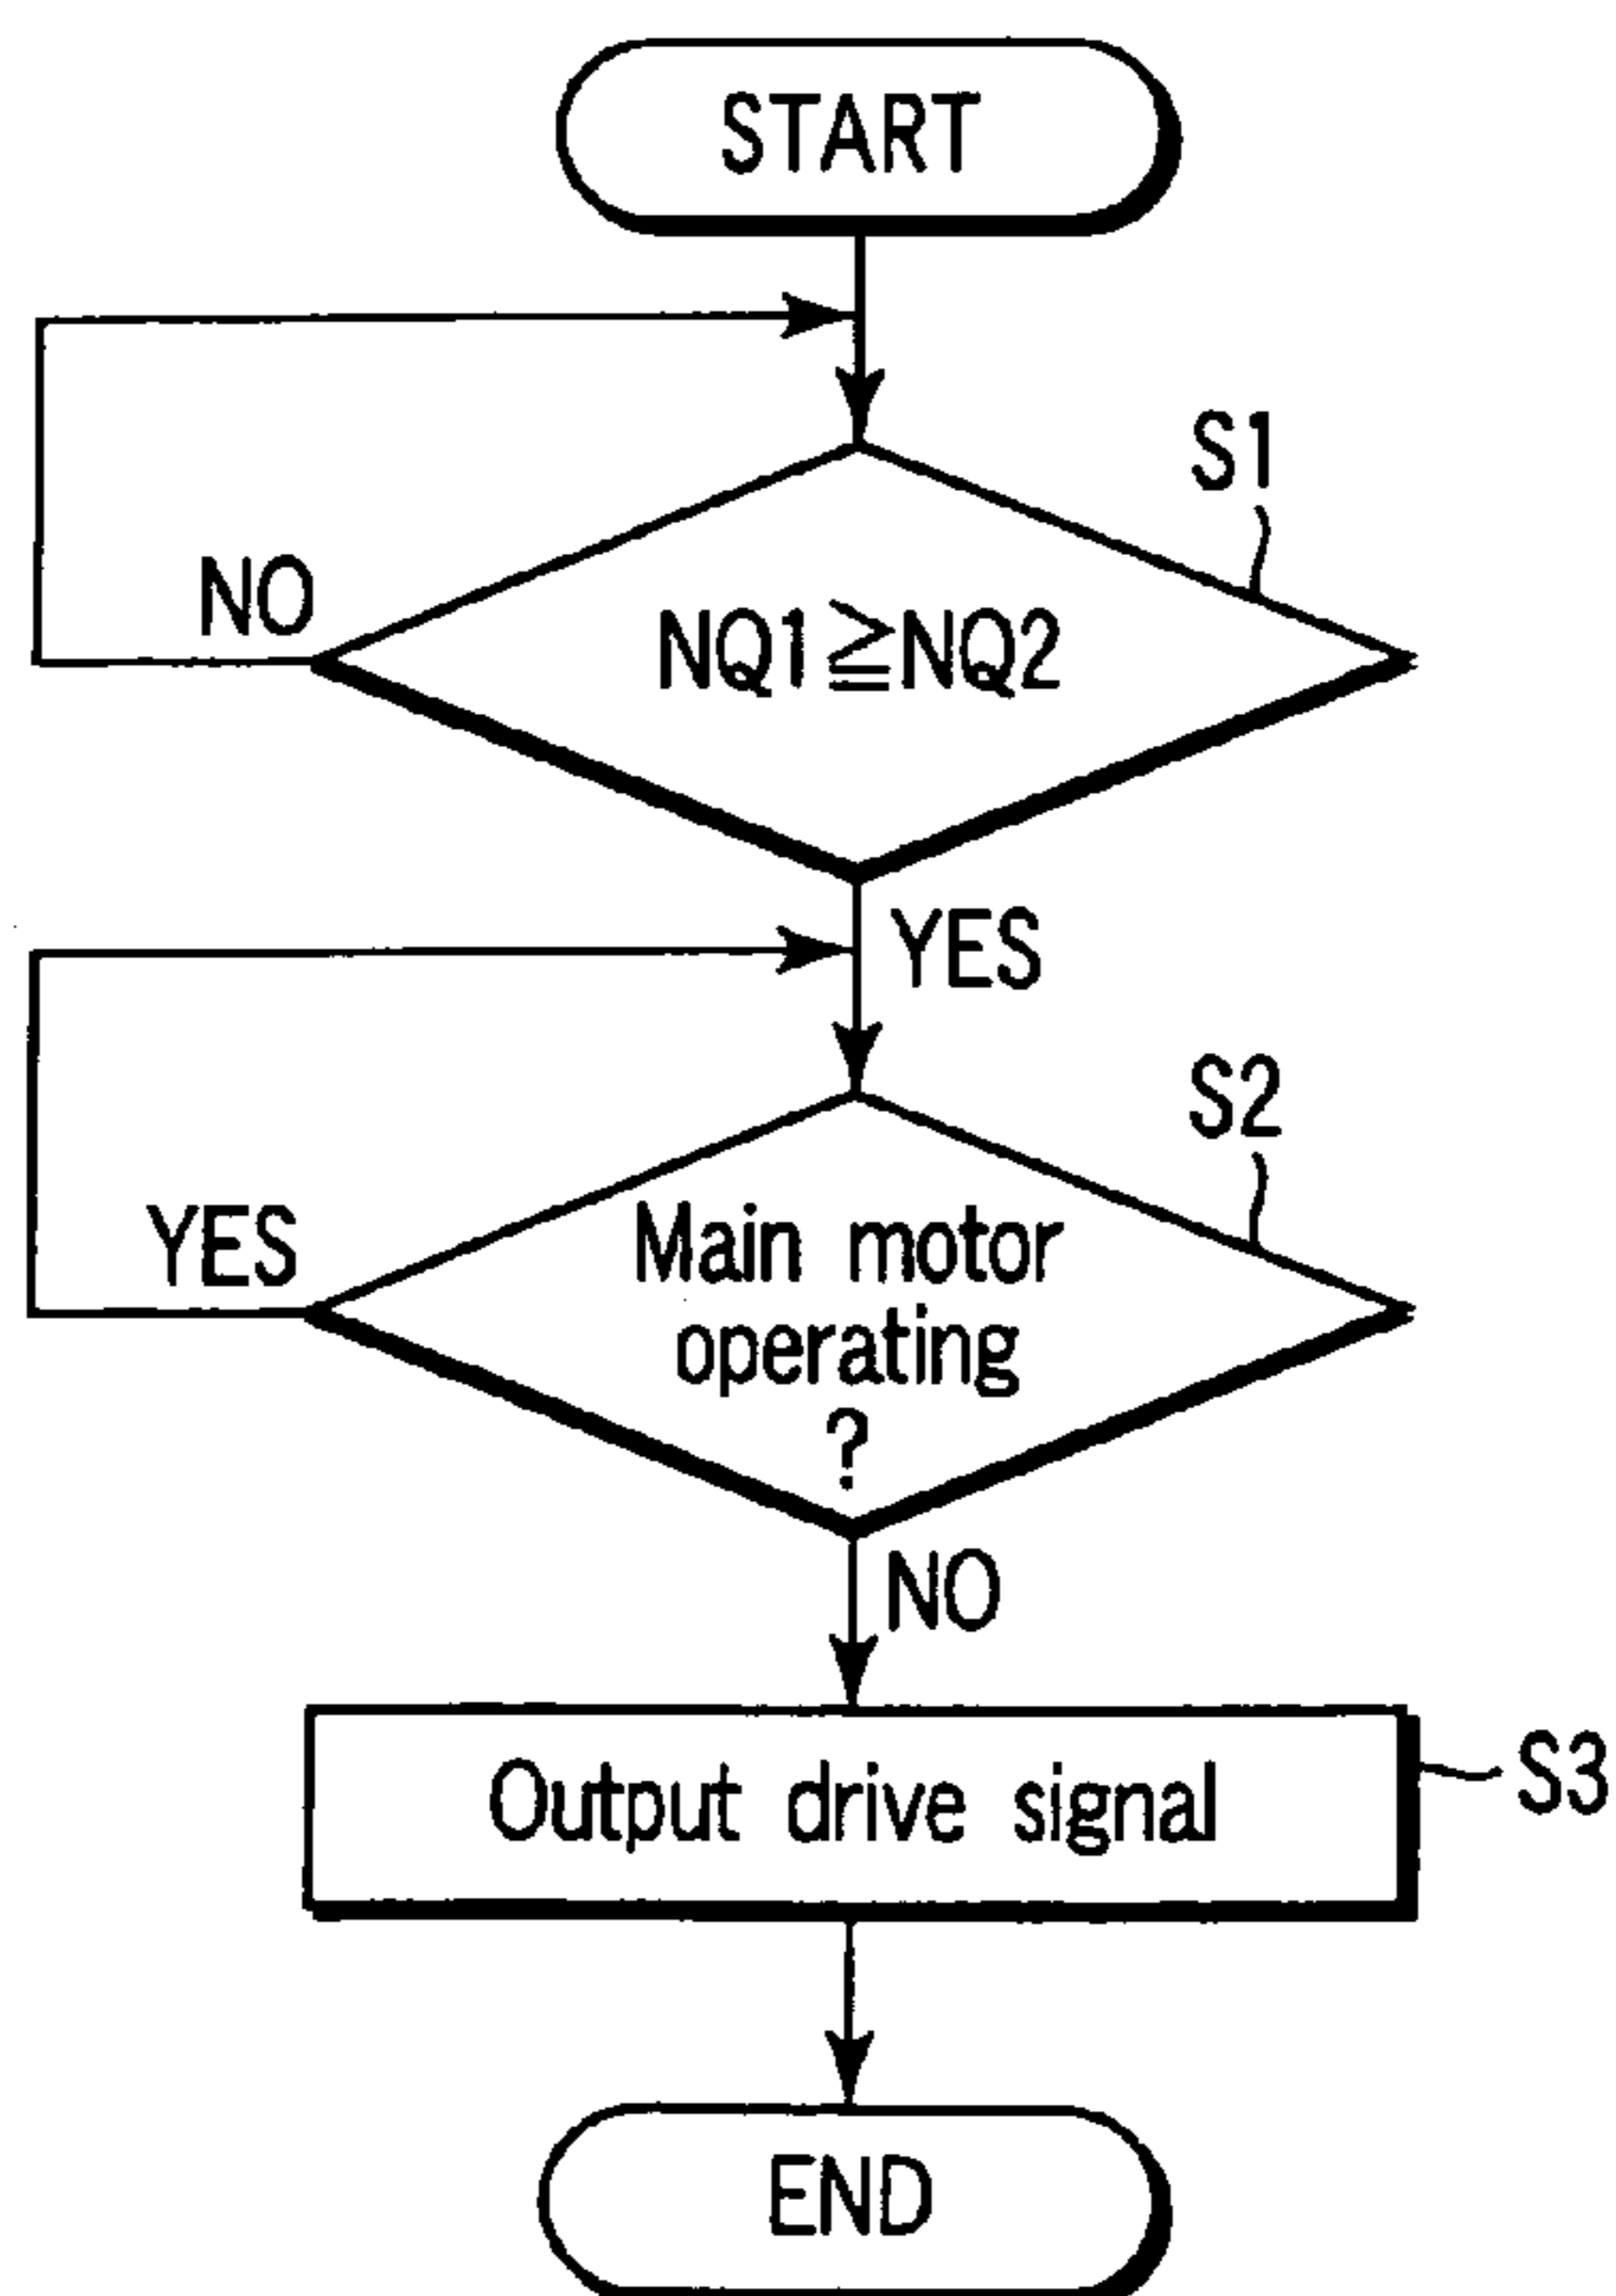 START
S1
NO
NQ1≧NQ2
YES
S2
YES
Main motor
operating
?
NO
Output drive signal
S3
END